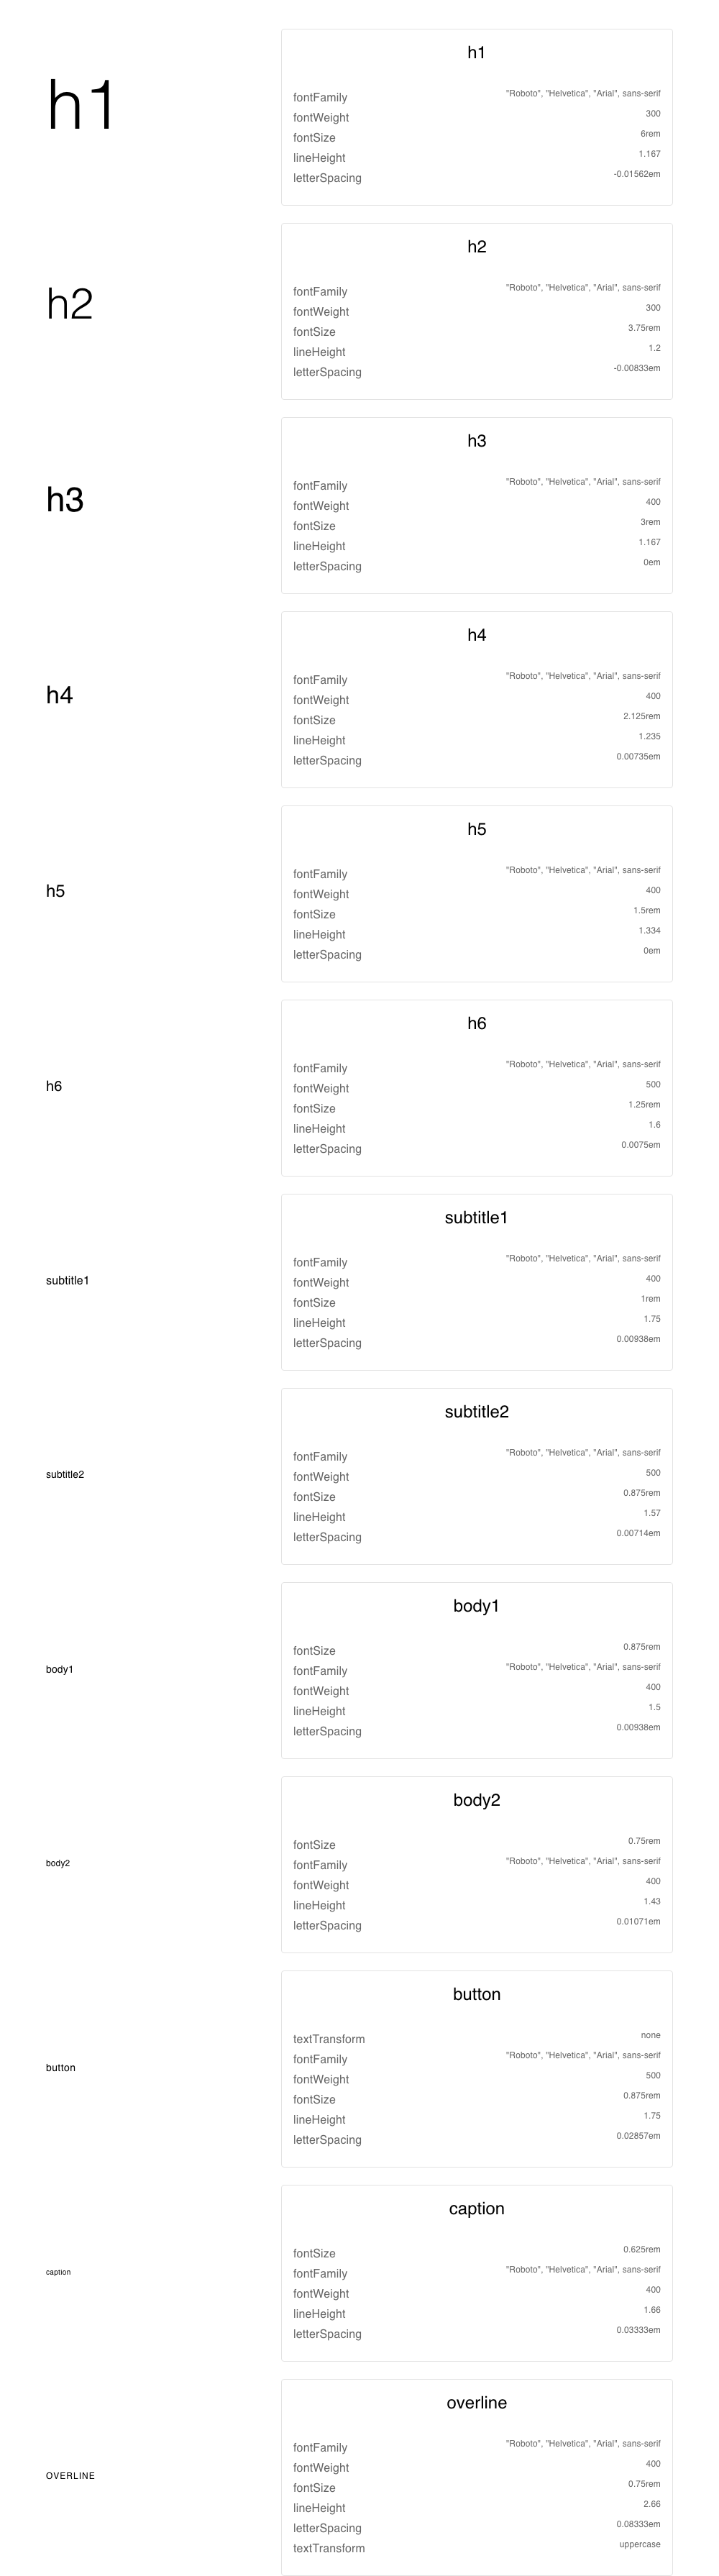 h1
h1
fontFamily "Roboto", "Helvetica", "Arial", sans-serif
fontWeight 300
fontSize 6rem
lineHeight 1.167
letterSpacing -0.01562em
h2
h2
fontFamily "Roboto", "Helvetica", "Arial", sans-serif
fontWeight 300
fontSize 3.75rem
lineHeight 1.2
letterSpacing -0.00833em
h3
h3
fontFamily "Roboto", "Helvetica", "Arial", sans-serif
fontWeight 400
fontSize 3rem
lineHeight 1.167
letterSpacing 0em
h4
h4
fontFamily "Roboto", "Helvetica", "Arial", sans-serif
fontWeight 400
fontSize 2.125rem
lineHeight 1.235
letterSpacing 0.00735em
h5
h5
fontFamily "Roboto", "Helvetica", "Arial", sans-serif
fontWeight 400
fontSize 1.5rem
lineHeight 1.334
letterSpacing 0em
h6
h6
fontFamily "Roboto", "Helvetica", "Arial", sans-serif
fontWeight 500
fontSize 1.25rem
lineHeight 1.6
letterSpacing 0.0075em
subtitle1
subtitle1
fontFamily "Roboto", "Helvetica", "Arial", sans-serif
fontWeight 400
fontSize 1rem
lineHeight 1.75
letterSpacing 0.00938em
subtitle2
subtitle2
fontFamily "Roboto", "Helvetica", "Arial", sans-serif
fontWeight 500
fontSize 0.875rem
lineHeight 1.57
letterSpacing 0.00714em
body1
body1
fontSize 0.875rem
fontFamily "Roboto", "Helvetica", "Arial", sans-serif
fontWeight 400
lineHeight 1.5
letterSpacing 0.00938em
body2
body2
fontSize 0.75rem
fontFamily "Roboto", "Helvetica", "Arial", sans-serif
fontWeight 400
lineHeight 1.43
letterSpacing 0.01071em
button
button
textTransform none
fontFamily "Roboto", "Helvetica", "Arial", sans-serif
fontWeight 500
fontSize 0.875rem
lineHeight 1.75
letterSpacing 0.02857em
caption
caption
fontSize 0.625rem
fontFamily "Roboto", "Helvetica", "Arial", sans-serif
fontWeight 400
lineHeight 1.66
letterSpacing 0.03333em
OVERLINE
overline
fontFamily "Roboto", "Helvetica", "Arial", sans-serif
fontWeight 400
fontSize 0.75rem
lineHeight 2.66
letterSpacing 0.08333em
textTransform uppercase